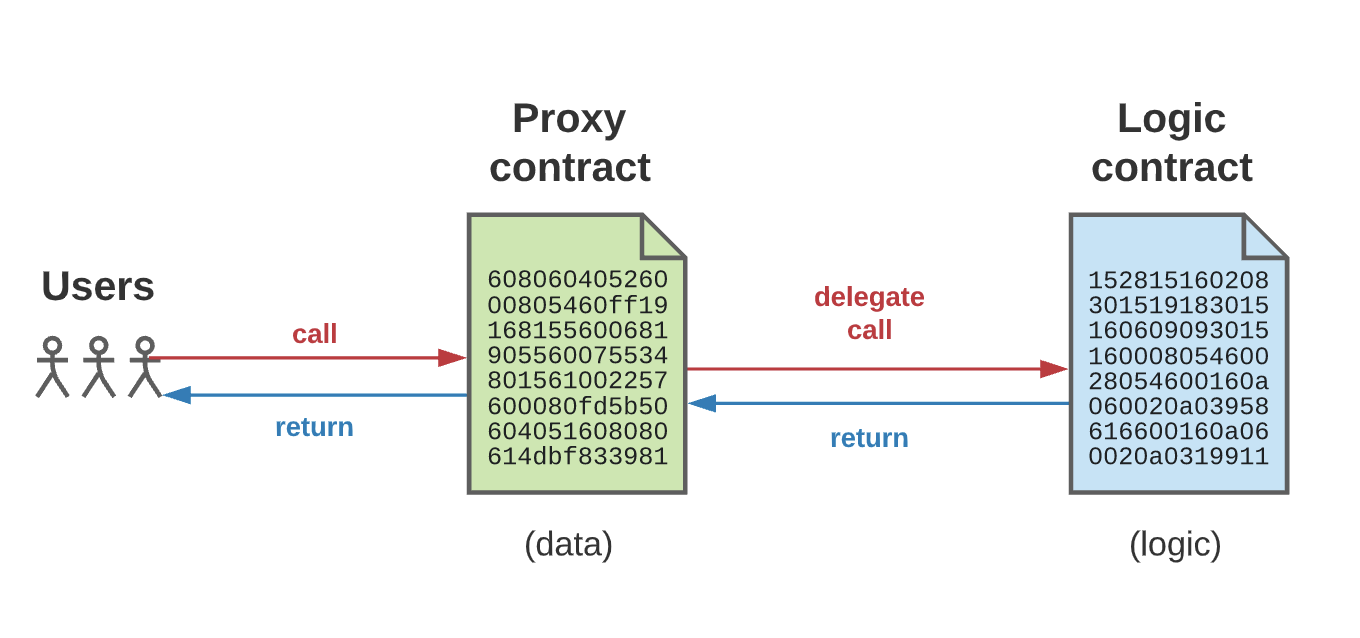 Users
call
return
Proxy
contract
608060405260
00805460ff19
168155600681
905560075534
801561002257
600080fd5b50
604051608080
614dbf833981
(data)
delegate
call
return
Logic
contract
152815160208
301519183015
160609093015
160008054600
28054600160a
060020a03958
616600160a06
0020a0319911
(logic)